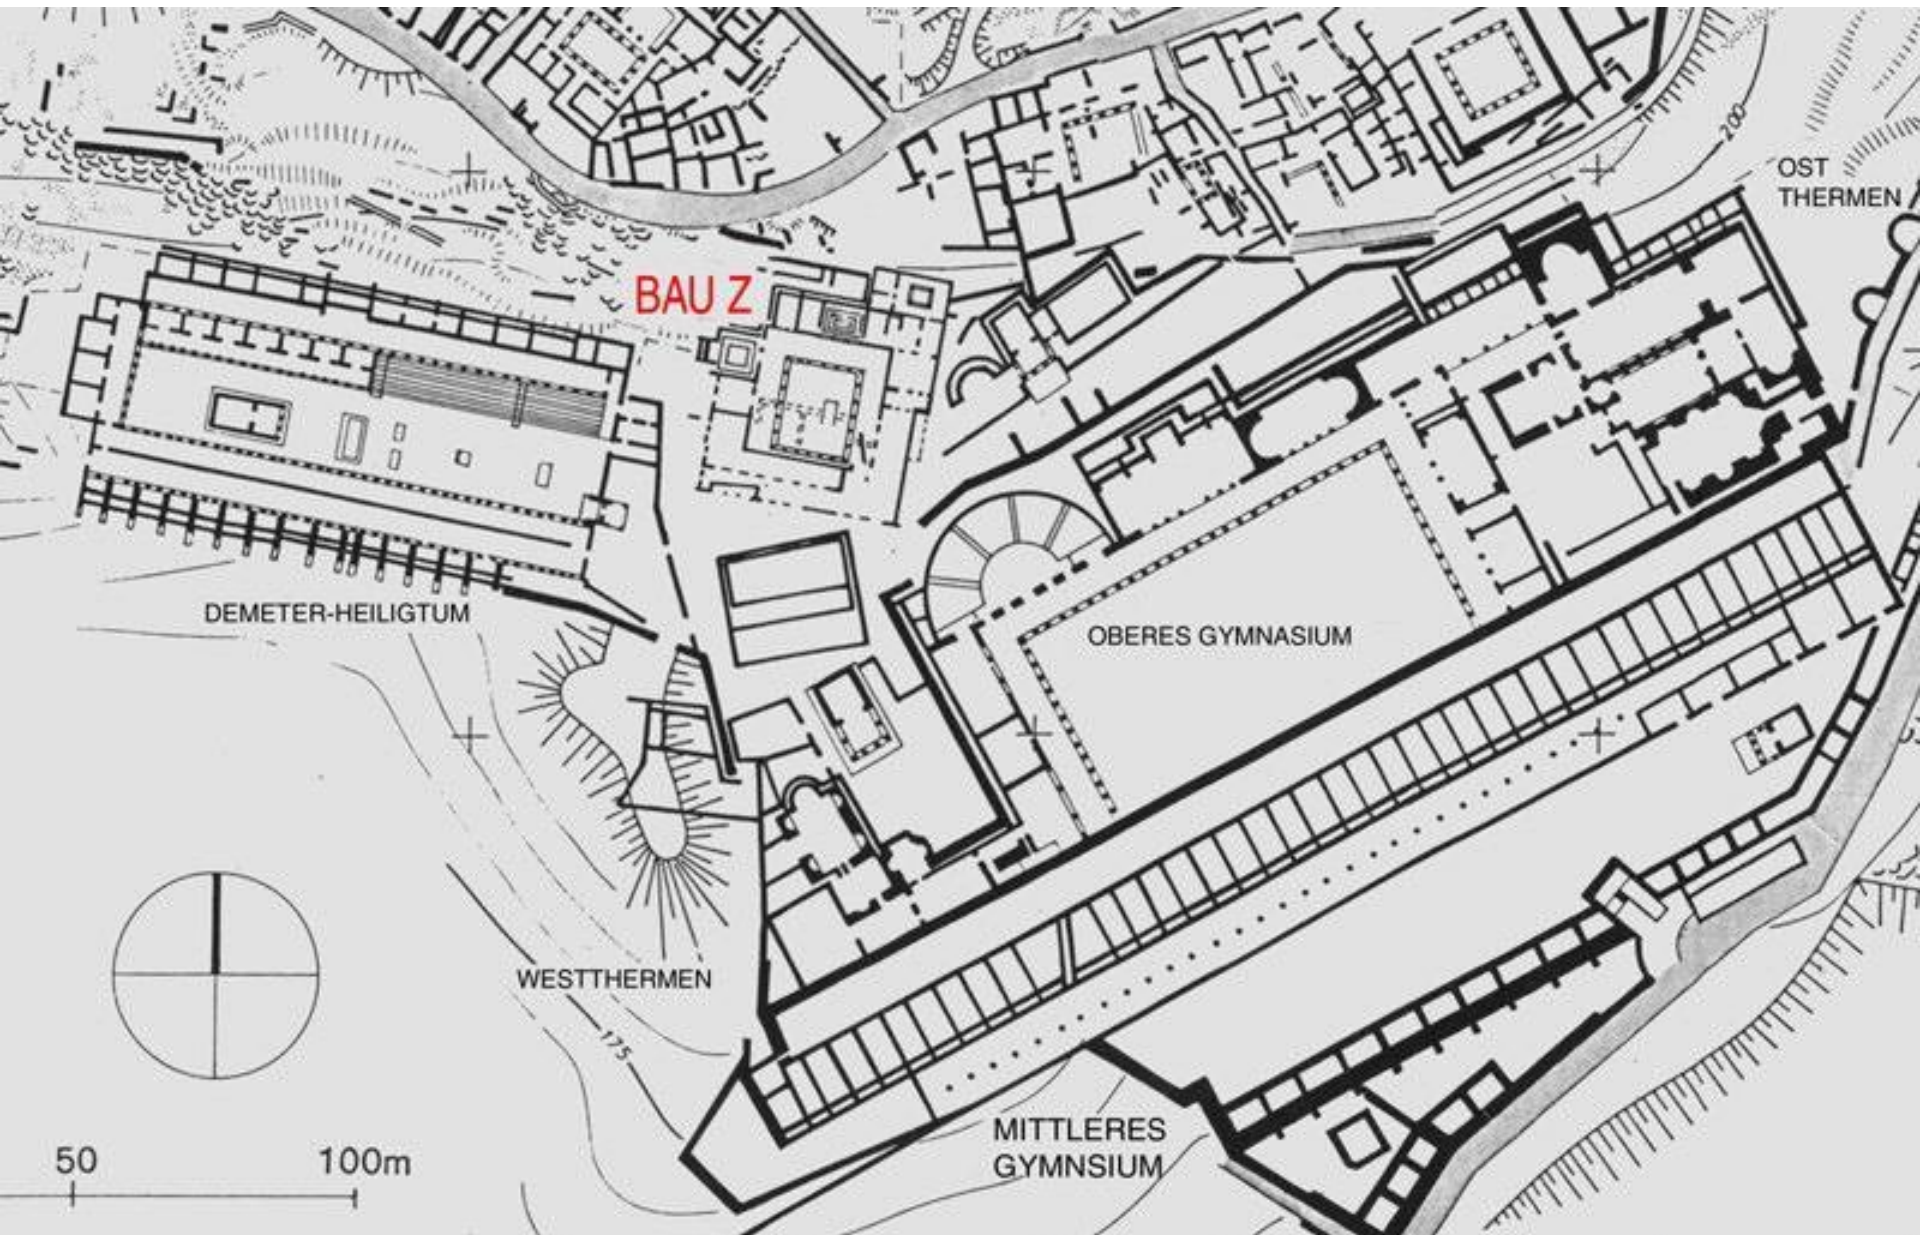 200
OST
THERMEN
BAU Z
DEMETER-HEILIGTUM
OBERES GYMNASIUM
WESTTHERMEN
175
MITTLERES
GYMNSIUM
50
100m